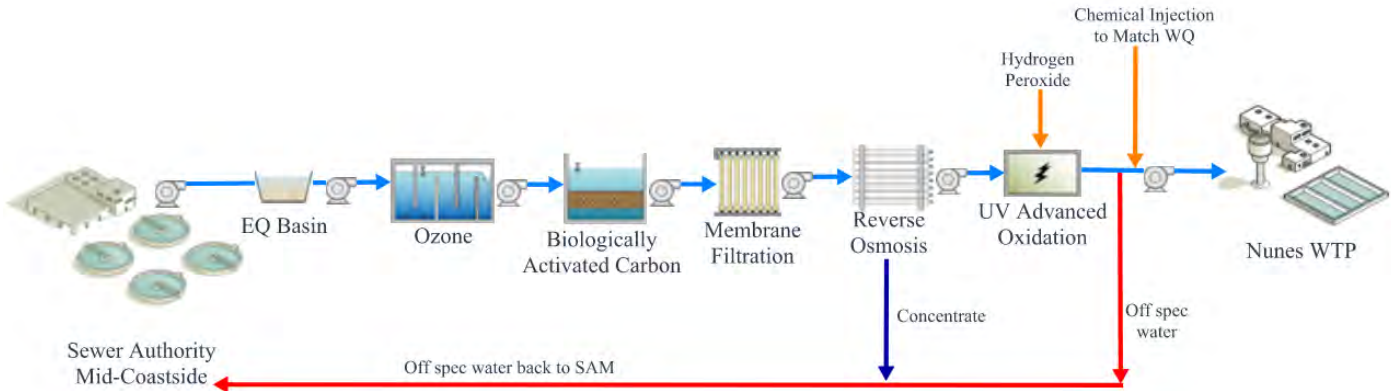 Chemical Injection
to Match WQ
Hydrogen
Peroxide
EQ Basin
Ozone
Biologically
Activated Carbon
Membrane
Filtration
Reverse
Osmosis
UV Advanced
Oxidation
Nunes WTP
Concentrate
Off spec
water
Sewer Authority
Mid-Coastside
Off spec water back to SAM